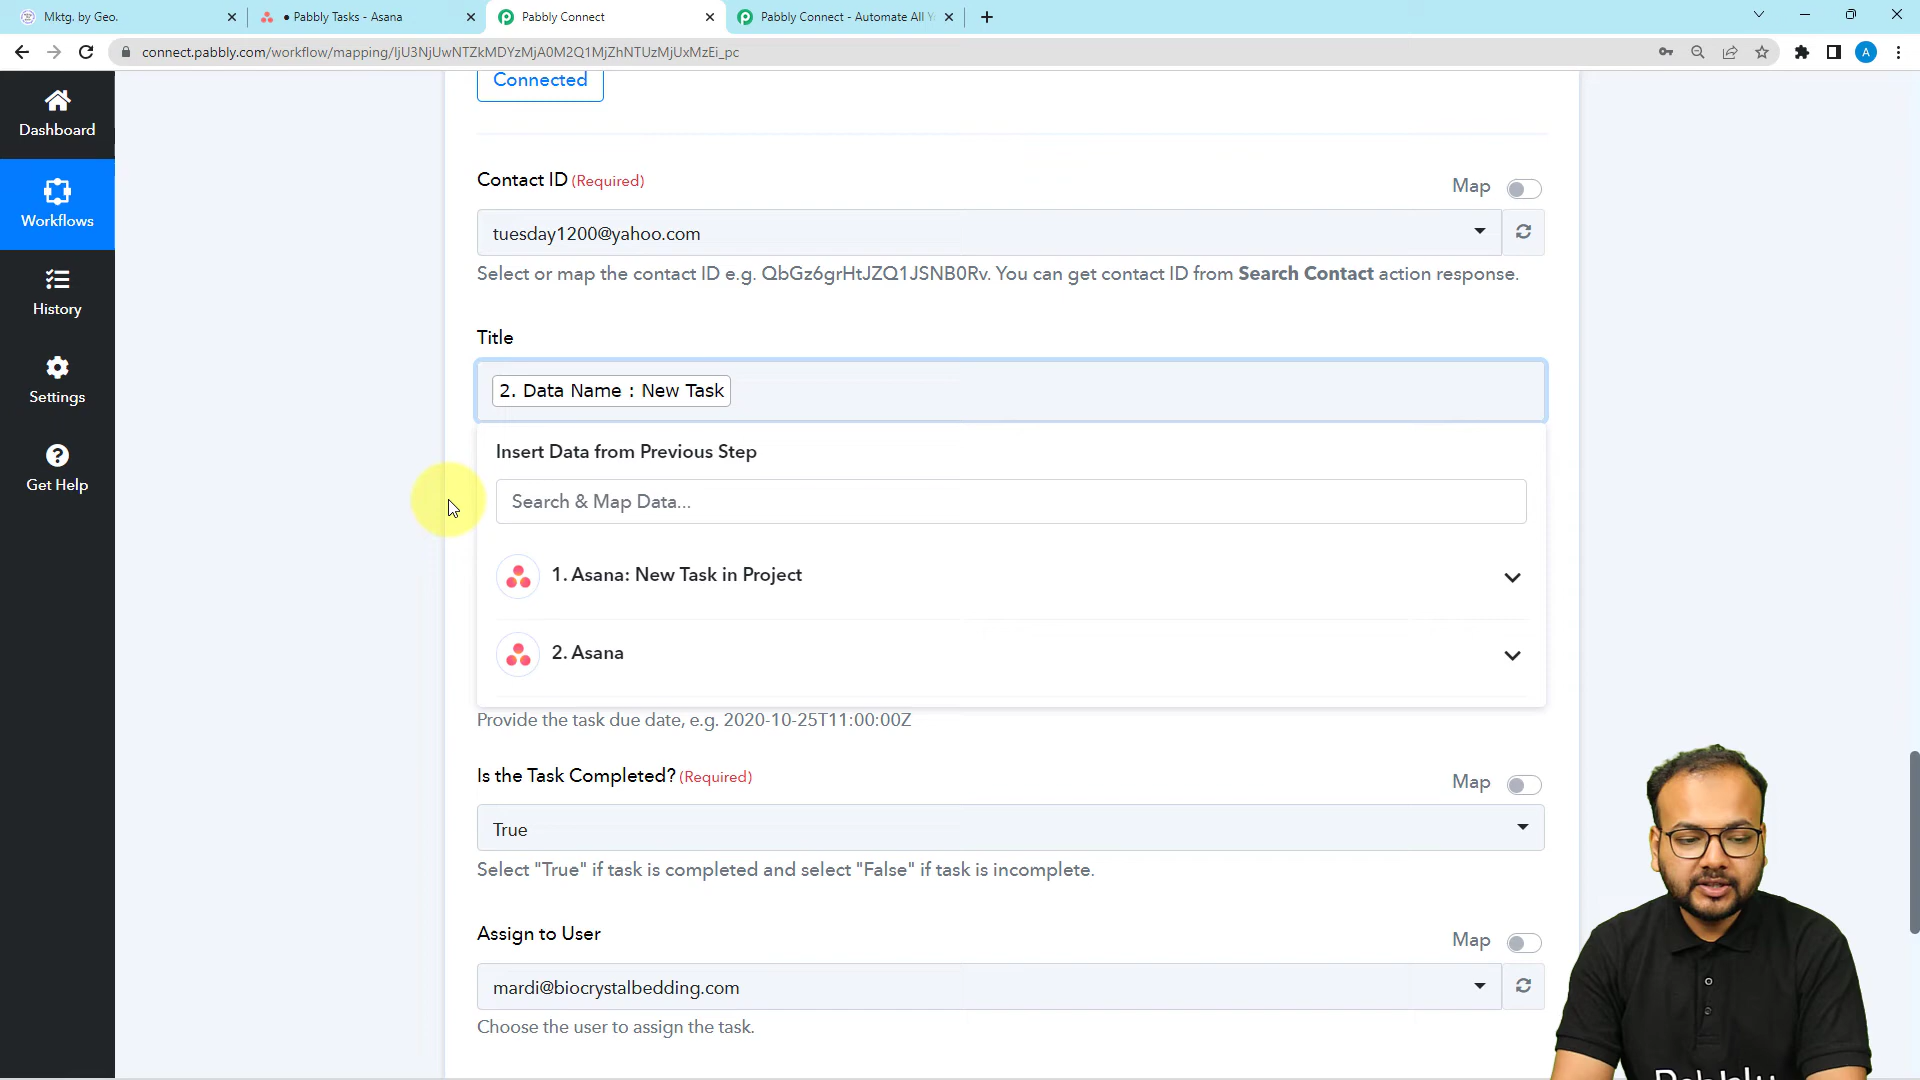 Mktg. by Geo.
● Pabbly Tasks - Asana
Pabbly Connect
Pabbly Connect - Automate All Y
connect.pabbly.com/workflow/mapping/IjU3NjUwNTZkMDYzMjA0M2Q1MjZhNTUzMjUxMzEi_pc
A
Dashboard
Workflows
History
Settings
Get Help
Connected
Contact ID (Required)
Map
tuesday1200@yahoo.com
Select or map the contact ID e.g. QbGz6grHtJZQ1JSNB0Rv. You can get contact ID from Search Contact action response.
Title
2. Data Name : New Task
Insert Data from Previous Step
Search & Map Data...
1. Asana: New Task in Project
2. Asana
Provide the task due date, e.g. 2020-10-25T11:00:00Z
Is the Task Completed? (Required)
Map
True
Select "True" if task is completed and select "False" if task is incomplete.
Assign to User
Map
mardi@biocrystalbedding.com
Choose the user to assign the task.
Pabbly